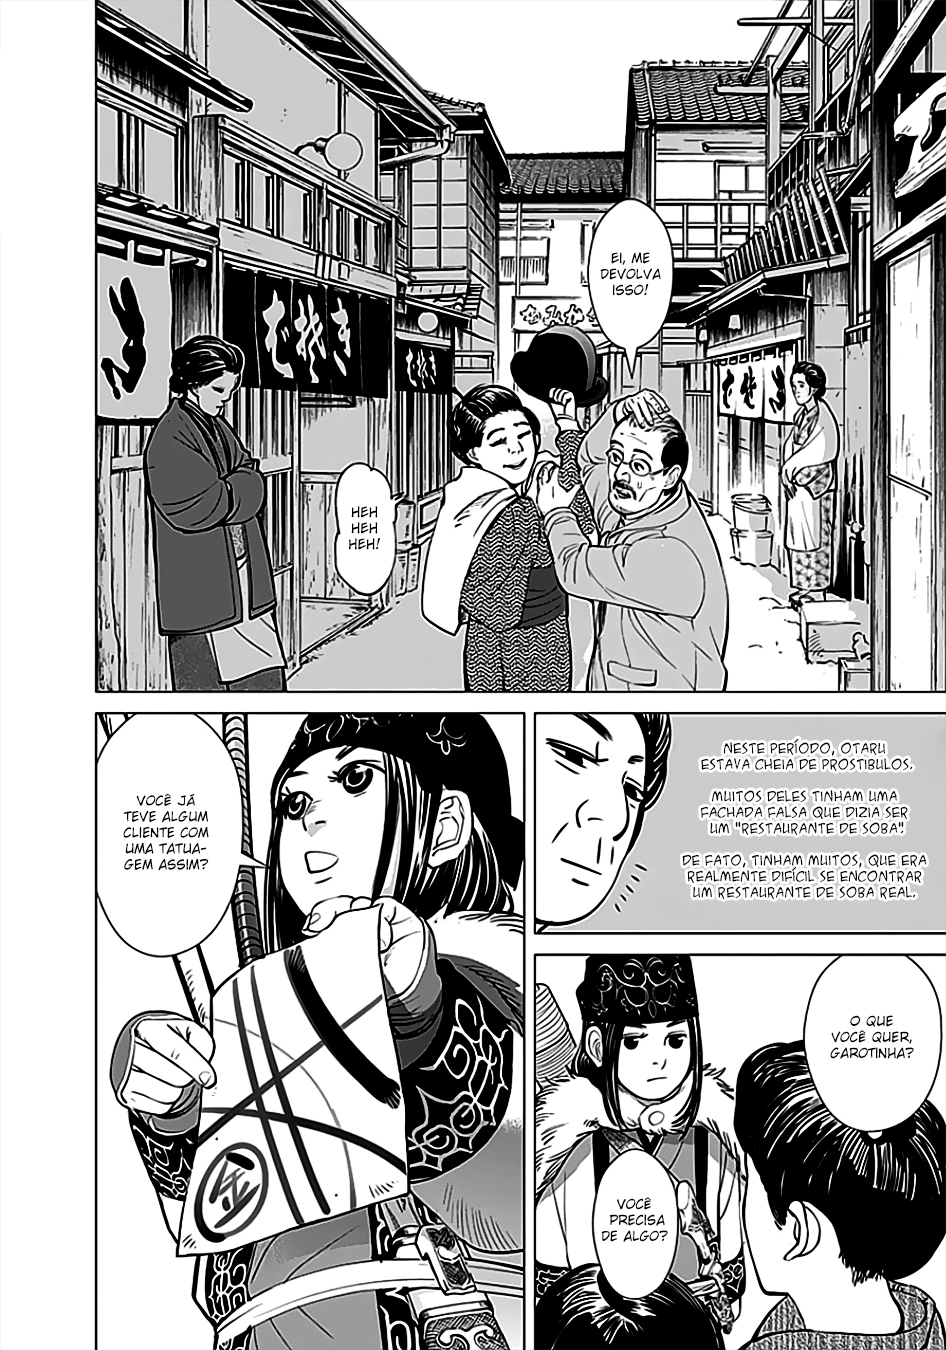 EI, ME
DEVOLVA
ISSO!
HEH
HEH
HEH!
NESTE PERÍODO, OTARU
ESTAVA CHEIA DE PROSTIBULOS.
MUITOS DELES TINHAM UMA
FACHADA FALSA QUE DIZIA SER
UM "RESTAURANTE DE SOBA".
DE FATO, TINHAM MUITOS, QUE ERA
REALMENTE DIFÍCIL SE ENCONTRAR
UM RESTAURANTE DE SOBA REAL.
O QUE
VOCÊ QUER,
GAROTINHA?
VOCÊ
PRECISA
DE ALGO?
VOCÊ JÁ
TEVE ALGUM
CLIENTE COM
UMA TATUA-
GEM ASSIM?
金